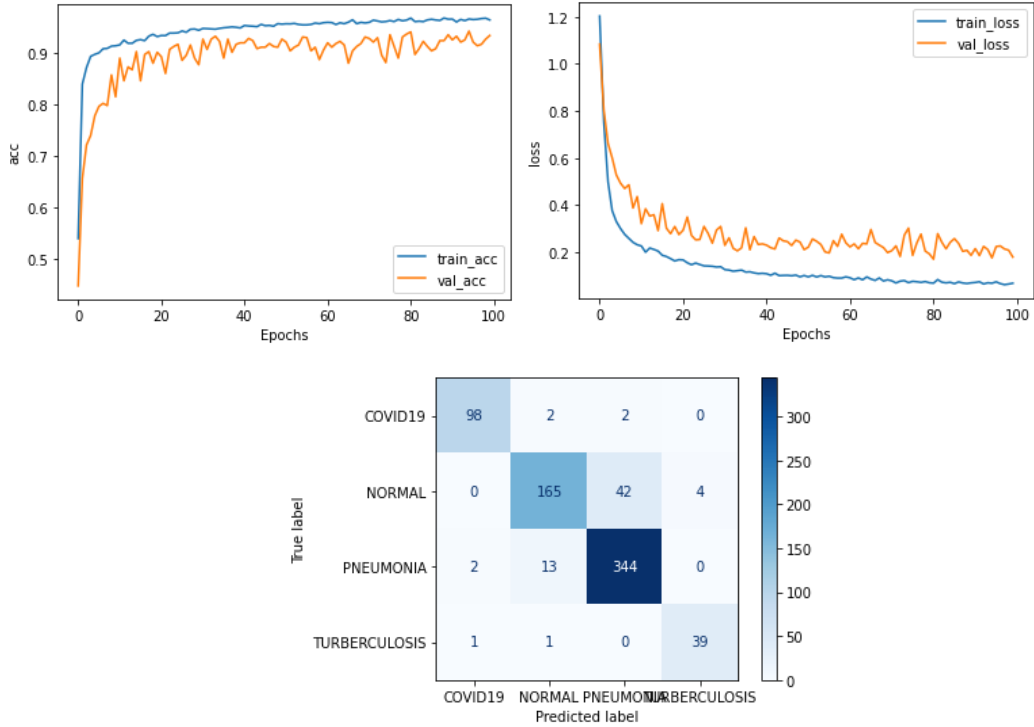 0.9
0.8
0.7
0.6
0.5
acc
train_acc
val_acc
0 20 40 60 80 100
Epochs
1.2
1.0
0.8
0.6
0.4
0.2
loss
train_loss
val_loss
0 20 40 60 80 100
Epochs
True label
COVID19 98 2 2 0
NORMAL 0 165 42 4
PNEUMONIA 2 13 344 0
TURBERCULOSIS 1 1 0 39
COVID19 NORMAL PNEUMONIA TURBERCULOSIS
Predicted label
300
250
200
150
100
50
0